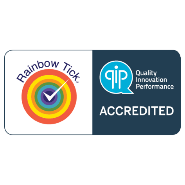 Rainbow Tick
QIP
Quality
Innovation
Performance
ACCREDITED